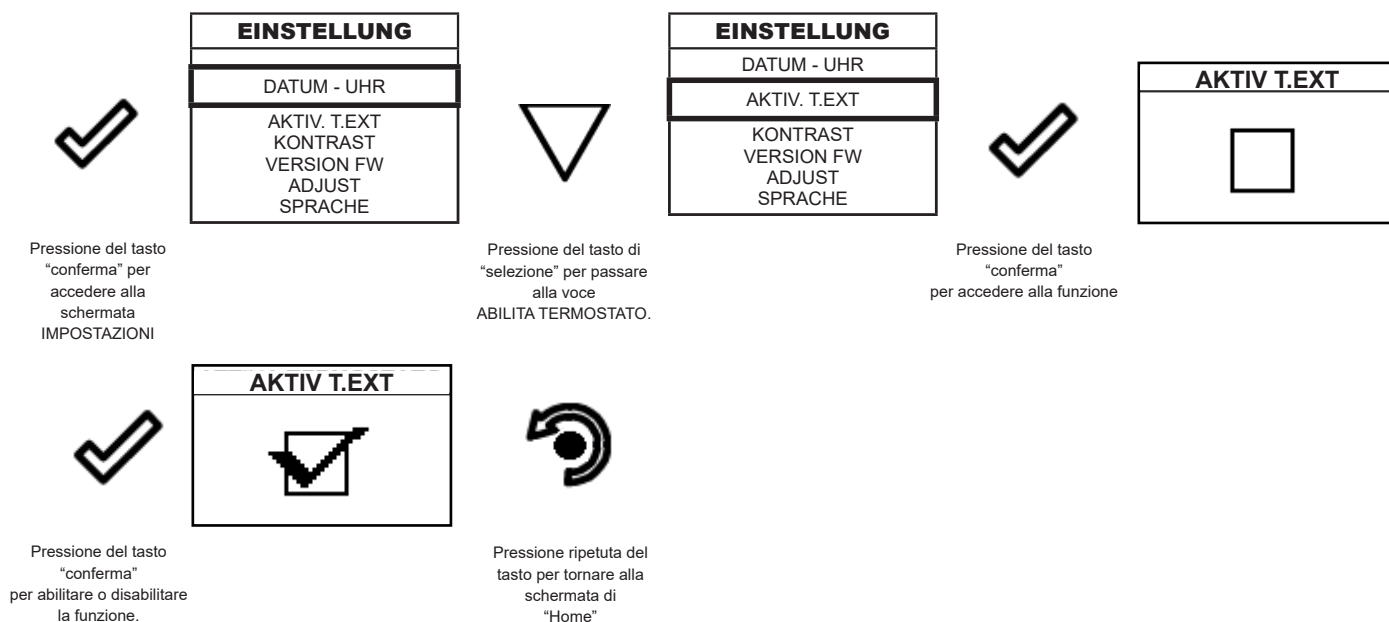 EINSTELLUNG
DATUM - UHR
AKTIV. T.EXT
KONTRAST
VERSION FW
ADJUST
SPRACHE
EINSTELLUNG
DATUM - UHR
AKTIV. T.EXT
KONTRAST
VERSION FW
ADJUST
SPRACHE
AKTIV T.EXT
Pressione del tasto
“conferma” per
accedere alla
schermata
IMPOSTAZIONI
Pressione del tasto di
“selezione” per passare
alla voce
ABILITA TERMOSTATO.
Pressione del tasto
“conferma”
per accedere alla funzione
AKTIV T.EXT
Pressione del tasto
“conferma”
per abilitare o disabilitare
la funzione.
Pressione ripetuta del
tasto per tornare alla
schermata di
“Home”